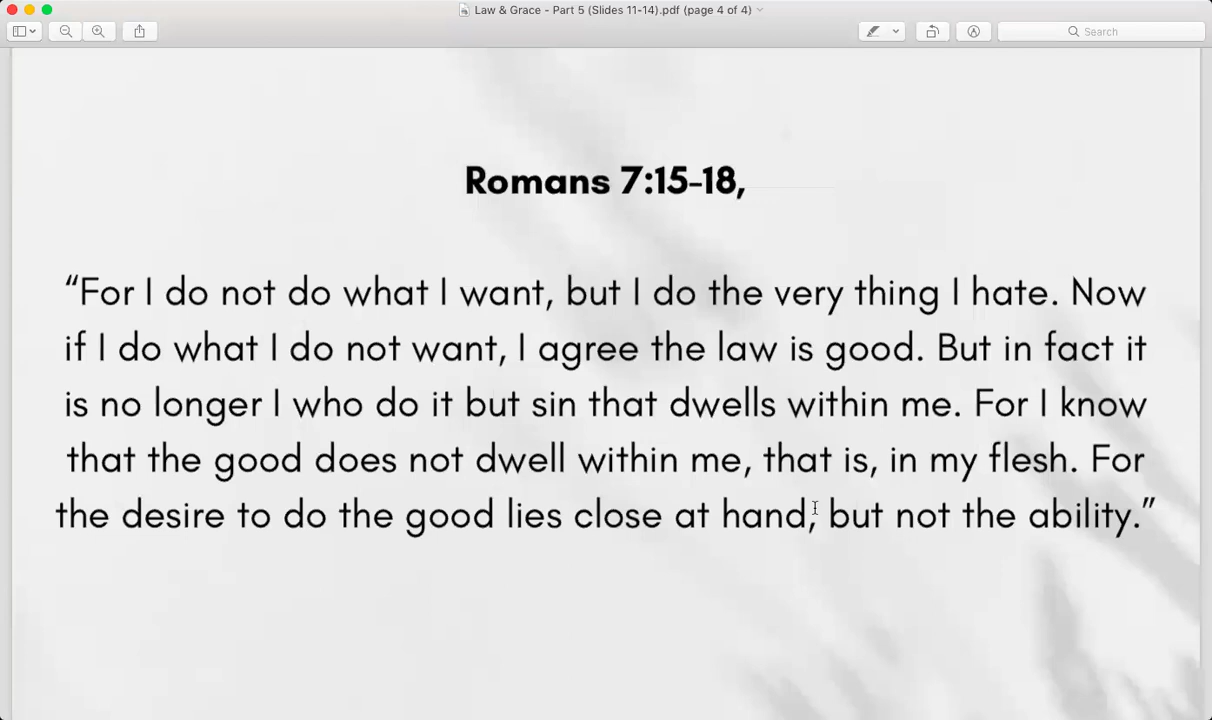 Law & Grace - Part 5 (Slides 11-14).pdf (page 4 of 4)
Search
Romans 7:15-18,
“For I do not do what I want, but I do the very thing I hate. Now
if I do what I do not want, I agree the law is good. But in fact it
is no longer I who do it but sin that dwells within me. For I know
that the good does not dwell within me, that is, in my flesh. For
the desire to do the good lies close at hand, but not the ability.”